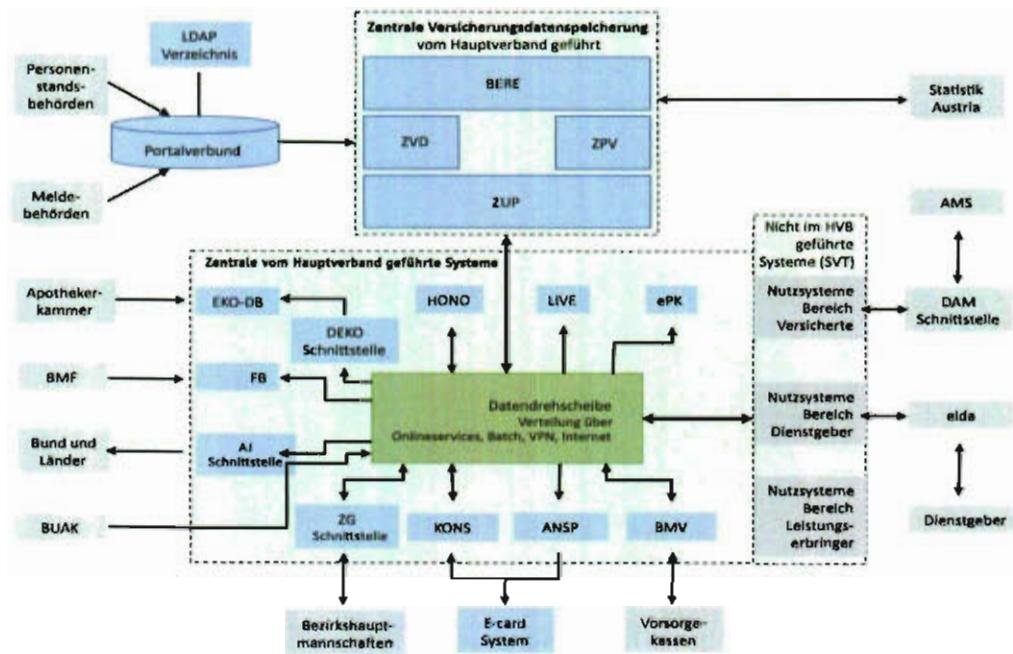 LDAP
Verzeichnis
Personen-
stands-
behörden
Portalverbund
Melde-
behörden
Zentrale Versicherungsdatenspeicherung
vom Hauptverband geführt
BERE
ZVD
ZPV
ZUP
Statistik
Austria
AMS
Zentrale vom Hauptverband geführte Systeme
Nicht im HVB
geführte
Systeme (SVT)
Apotheker-
kammer
EKO-DB
HONO
LIVE
ePK
Nutzsysteme
Bereich
Versicherte
DAM
Schnittstelle
DEKO
Schnittstelle
BMF
FB
Datendrehscheibe
Verteilung über
Onlineservices, Batch, VPN, Internet
Nutzsysteme
Bereich
Dienstgeber
elda
Bund und
Länder
AJ
Schnittstelle
BUAK
ZG
Schnittstelle
KONS
ANSP
BMV
Nutzsysteme
Bereich
Leistungs-
erbringer
Dienstgeber
Bezirkshaupt-
mannschaften
E-card
System
Vorsorge-
kassen